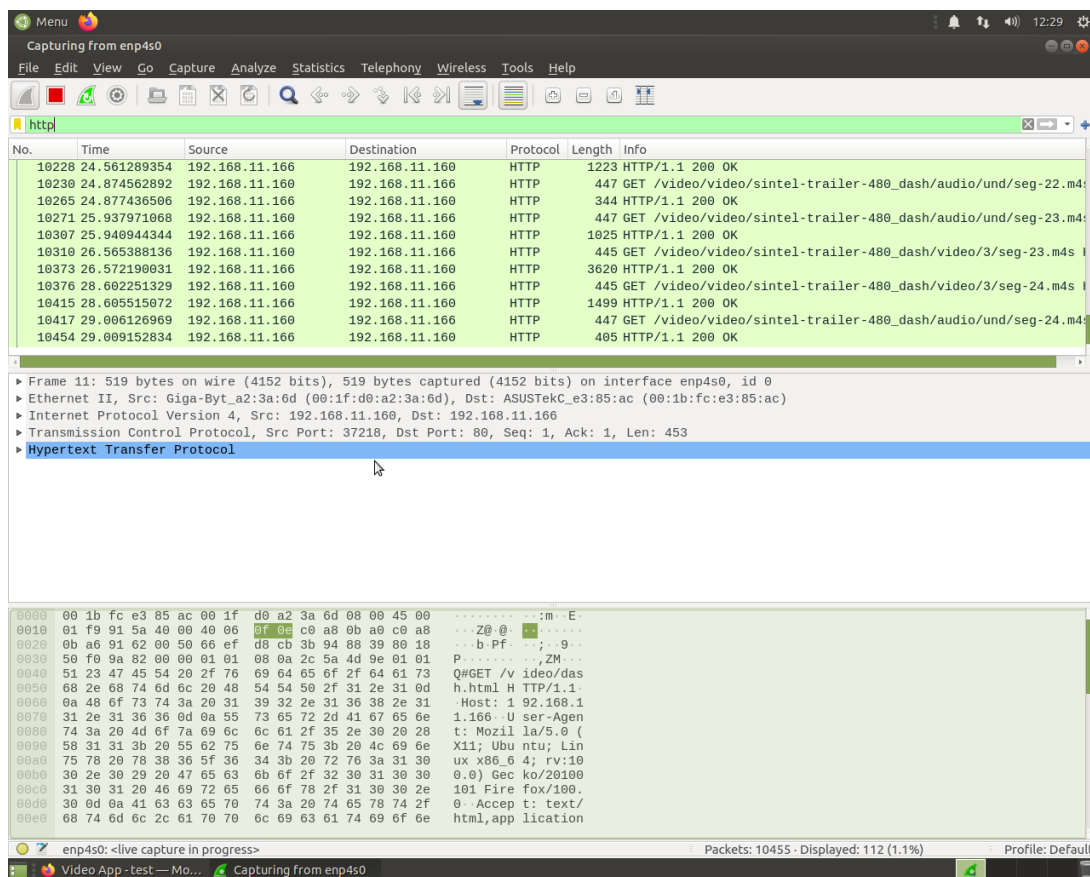 Menu 12:29
Capturing from enp4s0
File Edit View Go Capture Analyze Statistics Telephony Wireless Tools Help
http
No. Time Source Destination Protocol Length Info
10228 24.561289354 192.168.11.166 192.168.11.160 HTTP 1223 HTTP/1.1 200 OK
10230 24.874562892 192.168.11.160 192.168.11.166 HTTP 447 GET /video/video/sintel-trailer-480_dash/audio/und/seg-22.m4s
10265 24.877436506 192.168.11.166 192.168.11.160 HTTP 344 HTTP/1.1 200 OK
10271 25.937971068 192.168.11.160 192.168.11.166 HTTP 447 GET /video/video/sintel-trailer-480_dash/audio/und/seg-23.m4s
10307 25.940944344 192.168.11.166 192.168.11.160 HTTP 1025 HTTP/1.1 200 OK
10310 26.565388136 192.168.11.160 192.168.11.166 HTTP 445 GET /video/video/sintel-trailer-480_dash/video/3/seg-23.m4s H
10373 26.572190031 192.168.11.166 192.168.11.160 HTTP 3620 HTTP/1.1 200 OK
10376 28.602251329 192.168.11.160 192.168.11.166 HTTP 445 GET /video/video/sintel-trailer-480_dash/video/3/seg-24.m4s H
10415 28.605515072 192.168.11.166 192.168.11.160 HTTP 1499 HTTP/1.1 200 OK
10417 29.006126969 192.168.11.160 192.168.11.166 HTTP 447 GET /video/video/sintel-trailer-480_dash/audio/und/seg-24.m4s
10454 29.009152834 192.168.11.166 192.168.11.160 HTTP 405 HTTP/1.1 200 OK
Frame 11: 519 bytes on wire (4152 bits), 519 bytes captured (4152 bits) on interface enp4s0, id 0
Ethernet II, Src: Giga-Byt_a2:3a:6d (00:1f:d0:a2:3a:6d), Dst: ASUSTekC_e3:85:ac (00:1b:fc:e3:85:ac)
Internet Protocol Version 4, Src: 192.168.11.160, Dst: 192.168.11.166
Transmission Control Protocol, Src Port: 37218, Dst Port: 80, Seq: 1, Ack: 1, Len: 453
Hypertext Transfer Protocol
0000 00 1b fc e3 85 ac 00 1f d0 a2 3a 6d 08 00 45 00 ········ ··:m··E·
0010 01 f9 91 5a 40 00 40 06 0f 0e c0 a8 0b a0 c0 a8 ···Z@·@· ········
0020 0b a6 91 62 00 50 66 ef d8 cb 3b 94 88 39 80 18 ···b·Pf· ··;··9··
0030 50 f0 9a 82 00 00 01 01 08 0a 2c 5a 4d 9e 01 01 P······· ··,ZM···
0040 51 23 47 45 54 20 2f 76 69 64 65 6f 2f 64 61 73 Q#GET /v ideo/das
0050 68 2e 68 74 6d 6c 20 48 54 54 50 2f 31 2e 31 0d h.html H TTP/1.1·
0060 0a 48 6f 73 74 3a 20 31 39 32 2e 31 36 38 2e 31 ·Host: 1 92.168.1
0070 31 2e 31 36 36 0d 0a 55 73 65 72 2d 41 67 65 6e 1.166··U ser-Agen
0080 74 3a 20 4d 6f 7a 69 6c 6c 61 2f 35 2e 30 20 28 t: Mozil la/5.0 (
0090 58 31 31 3b 20 55 62 75 6e 74 75 3b 20 4c 69 6e X11; Ubu ntu; Lin
00a0 75 78 20 78 38 36 5f 36 34 3b 20 72 76 3a 31 30 ux x86_6 4; rv:10
00b0 30 2e 30 29 20 47 65 63 6b 6f 2f 32 30 31 30 30 0.0) Gec ko/20100
00c0 31 30 31 20 46 69 72 65 66 6f 78 2f 31 30 30 2e 101 Fire fox/100.
00d0 30 0d 0a 41 63 63 65 70 74 3a 20 74 65 78 74 2f 0··Accep t: text/
00e0 68 74 6d 6c 2c 61 70 70 6c 69 63 61 74 69 6f 6e html,app lication
enp4s0: <live capture in progress> Packets: 10455 · Displayed: 112 (1.1%) Profile: Default
Video App - test — Mo... Capturing from enp4s0